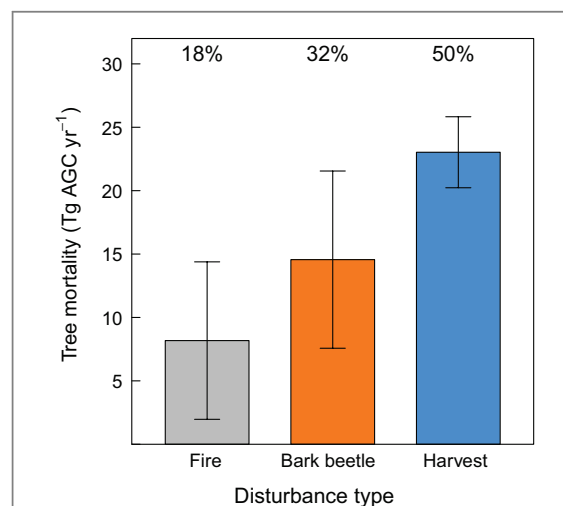 18% 32% 50%
30
25
20
15
10
5
Tree mortality (Tg AGC yr⁻¹)
Fire Bark beetle Harvest
Disturbance type